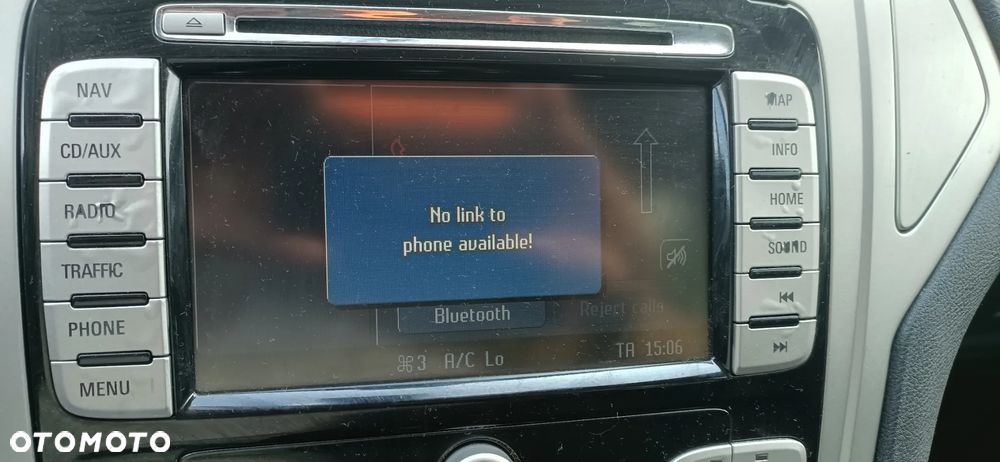 NAV
CD/AUX
RADIO
TRAFFIC
PHONE
MENU
No link to
phone available!
Bluetooth
Reject calls
3 A/C Lo
TA 15:06
MAP
INFO
HOME
SOUND
OTOMOTO